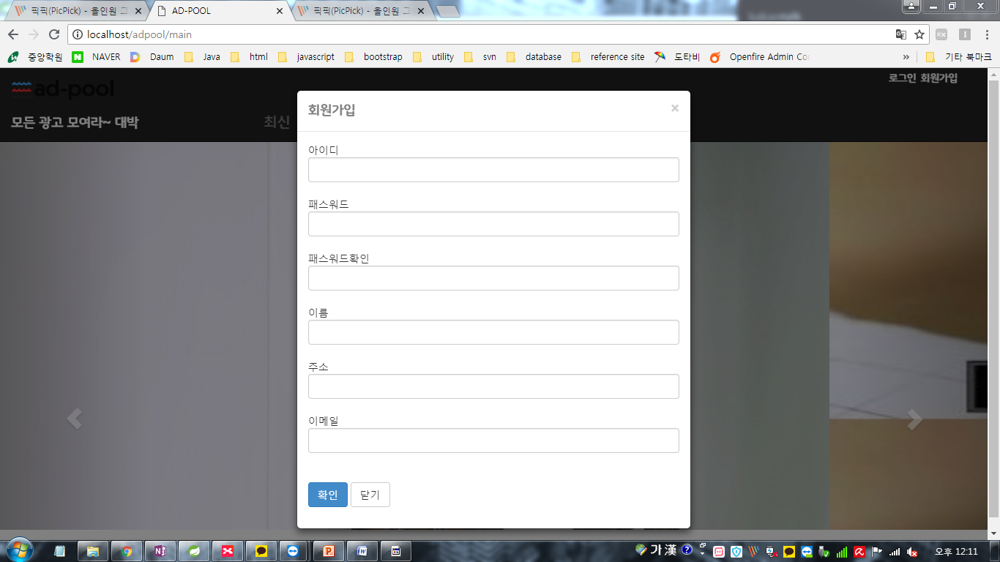 픽픽(PicPick) - 올인원 그
AD-POOL
픽픽(PicPick) - 올인원 그
localhost/adpool/main
중앙학원 NAVER Daum Java html javascript bootstrap utility svn database reference site 도타비 Openfire Admin Co » 기타 북마크
ad-pool
로그인 회원가입
모든 광고 모여라~ 대박
최신
회원가입 ×
아이디
패스워드
패스워드확인
이름
주소
이메일
확인 닫기
가 漢
오후 12:11